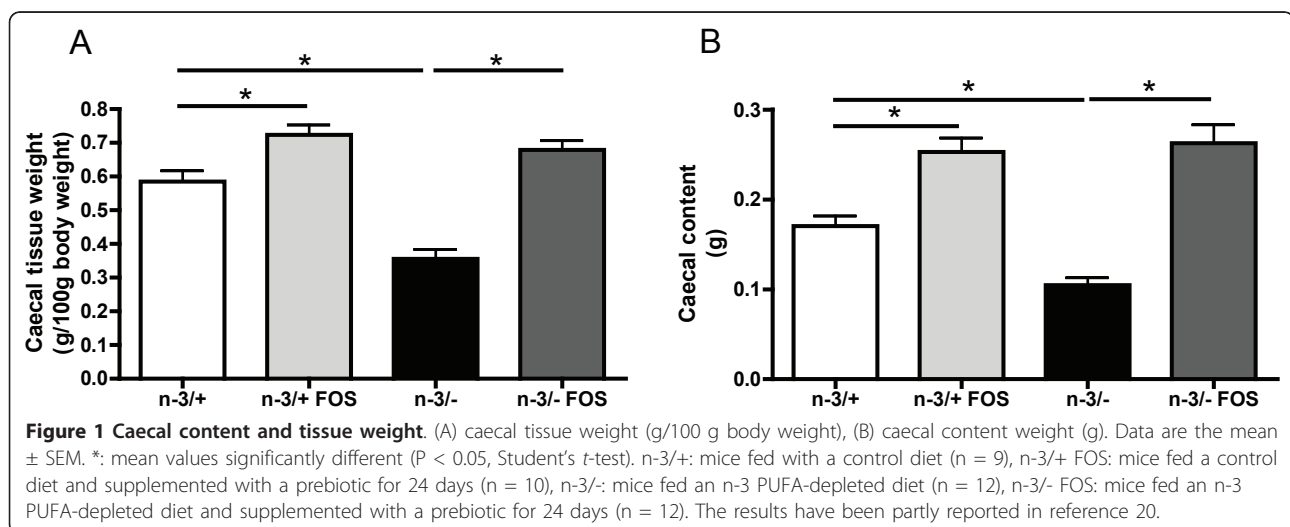 A
B
*
*
*
*
*
*
Caecal tissue weight
(g/100g body weight)
0.8
0.7
0.6
0.5
0.4
0.3
0.2
0.1
0.0
n-3/+
n-3/+ FOS
n-3/-
n-3/- FOS
Caecal content
(g)
0.3
0.2
0.1
0.0
n-3/+
n-3/+ FOS
n-3/-
n-3/- FOS
Figure 1 Caecal content and tissue weight. (A) caecal tissue weight (g/100 g body weight), (B) caecal content weight (g). Data are the mean
± SEM. *: mean values significantly different (P < 0.05, Student's t-test). n-3/+: mice fed with a control diet (n = 9), n-3/+ FOS: mice fed a control
diet and supplemented with a prebiotic for 24 days (n = 10), n-3/-: mice fed an n-3 PUFA-depleted diet (n = 12), n-3/- FOS: mice fed an n-3
PUFA-depleted diet and supplemented with a prebiotic for 24 days (n = 12). The results have been partly reported in reference 20.